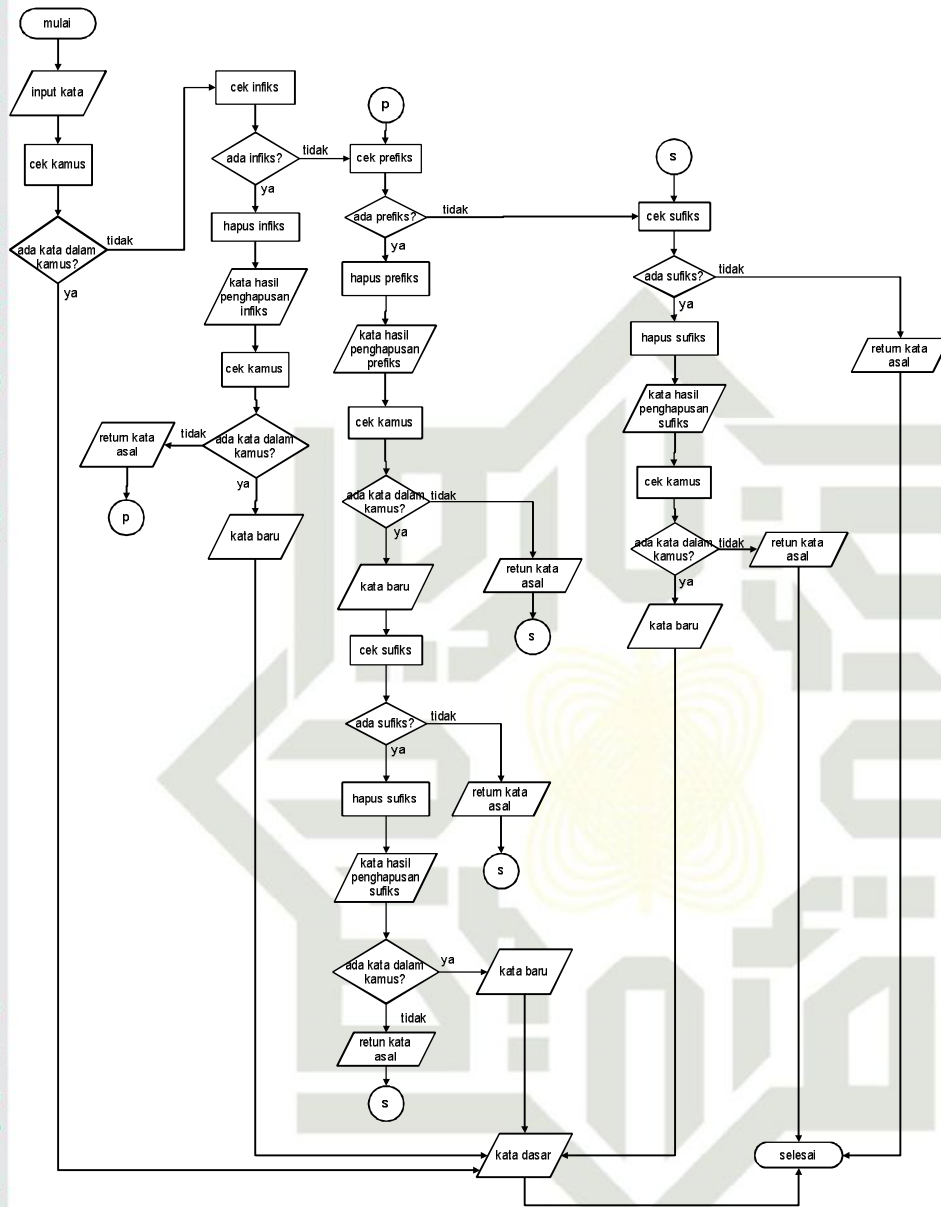 mulai
input kata
cek kamus
ada kata dalam
kamus?
tidak
ya
cek infiks
ada infiks?
tidak
ya
hapus infiks
kata hasil
penghapusan
infiks
cek kamus
ada kata dalam
kamus?
tidak
ya
return kata
asal
p
kata baru
p
cek prefiks
ada prefiks?
tidak
ya
hapus prefiks
kata hasil
penghapusan
prefiks
cek kamus
ada kata dalam
kamus?
tidak
ya
retun kata
asal
s
kata baru
cek sufiks
ada sufiks?
tidak
ya
return kata
asal
s
hapus sufiks
kata hasil
penghapusan
sufiks
ada kata dalam
kamus?
ya
kata baru
tidak
retun kata
asal
s
s
cek sufiks
ada sufiks?
tidak
ya
return kata
asal
hapus sufiks
kata hasil
penghapusan
sufiks
cek kamus
ada kata dalam
kamus?
tidak
ya
retun kata
asal
kata baru
kata dasar
selesai